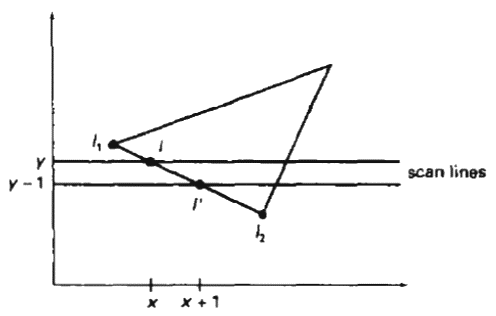 I₁
I
y
scan lines
y − 1
I'
I₂
x
x + 1